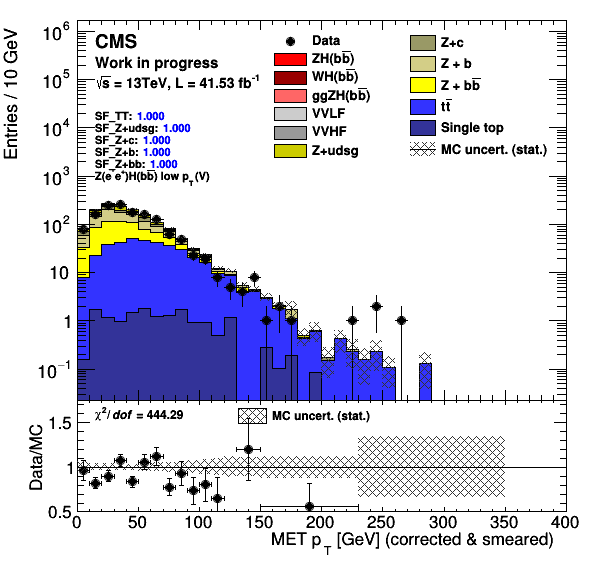 CMS
Work in progress
√s = 13TeV, L = 41.53 fb⁻¹
SF_TT: 1.000
SF_Z+udsg: 1.000
SF_Z+c: 1.000
SF_Z+b: 1.000
SF_Z+bb: 1.000
Z(e⁻e⁺)H(bb̅) low p_T(V)
Data
ZH(bb̅)
WH(bb̅)
ggZH(bb̅)
VVLF
VVHF
Z+udsg
Z+c
Z + b
Z + bb̅
tt̅
Single top
MC uncert. (stat.)
Entries / 10 GeV
10⁶
10⁵
10⁴
10³
10²
10
1
10⁻¹
χ²/dof = 444.29
MC uncert. (stat.)
Data/MC
1.5
1
0.5
0 50 100 150 200 250 300 350 400
MET p_T [GeV] (corrected & smeared)